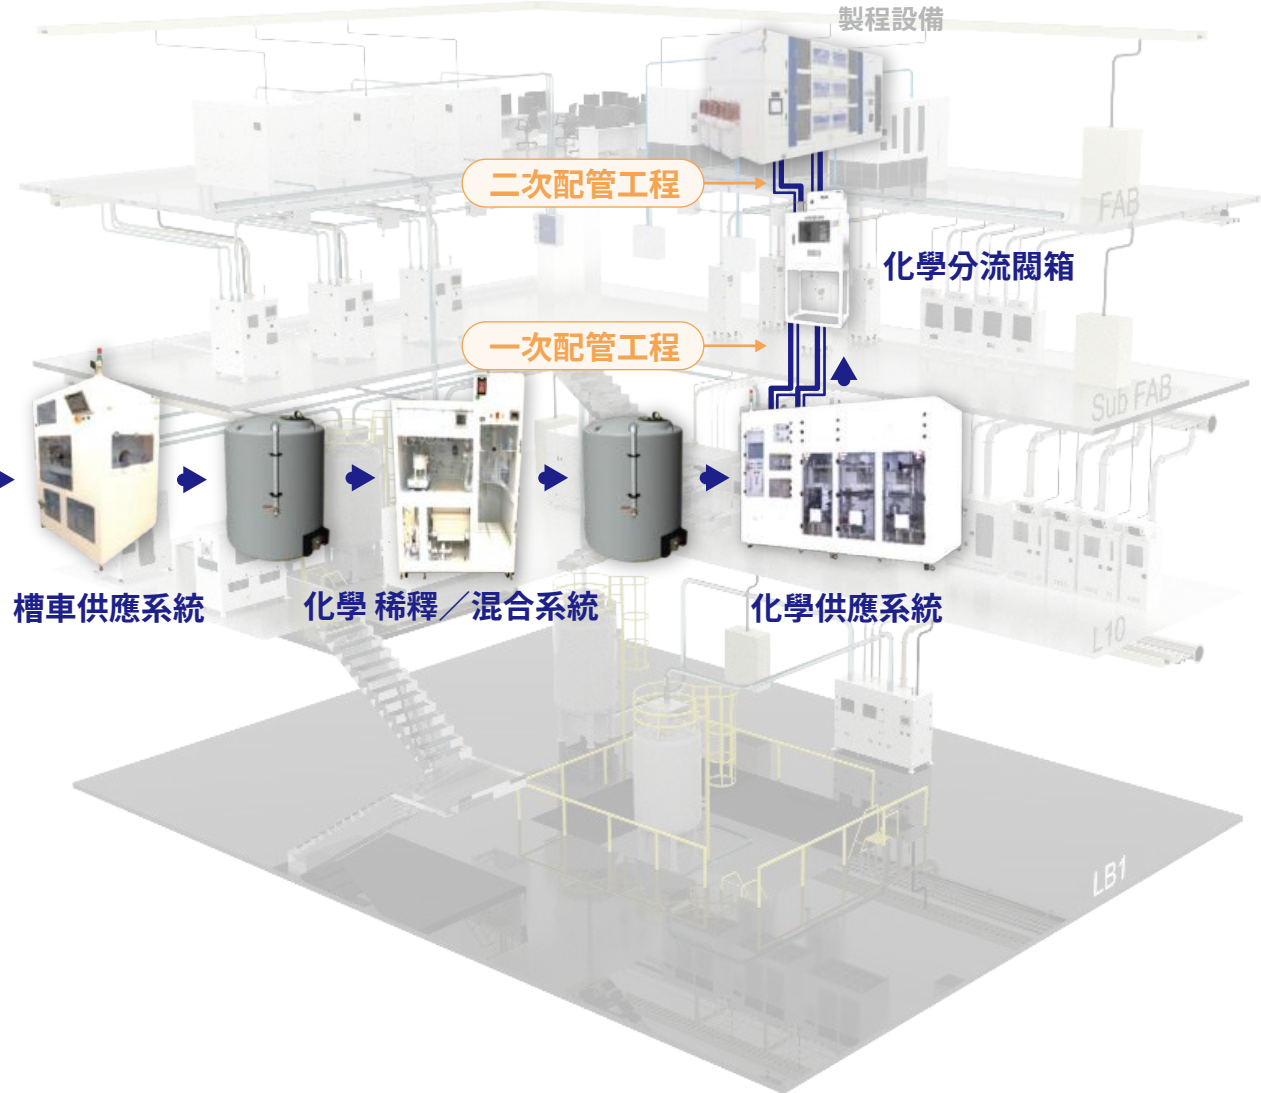 製程設備
二次配管工程
FAB
化學分流閥箱
一次配管工程
Sub FAB
槽車供應系統
化學 稀釋／混合系統
化學供應系統
L10
LB1